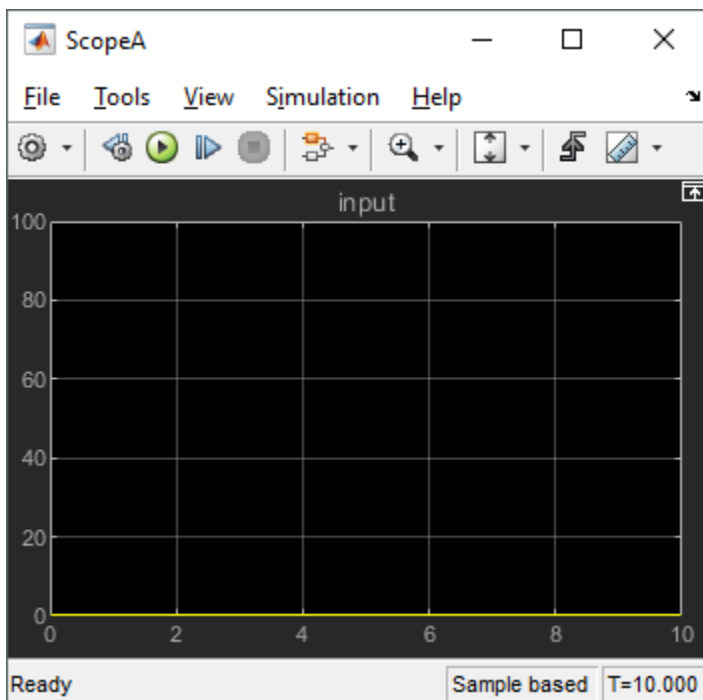 ScopeA
File Tools View Simulation Help
input
100
80
60
40
20
0
0 2 4 6 8 10
Ready Sample based T=10.000